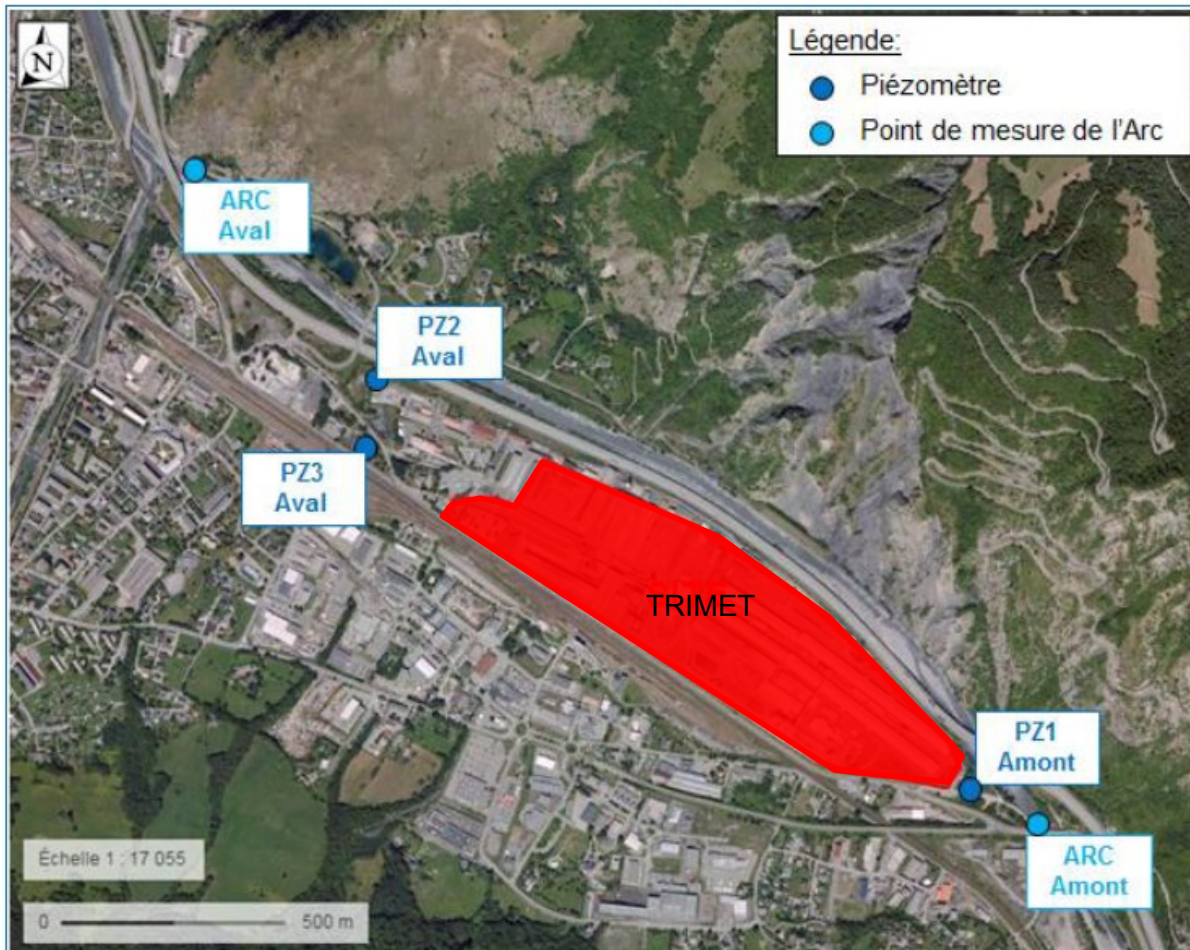 N
Légende:
Piézomètre
Point de mesure de l'Arc
ARC
Aval
PZ2
Aval
PZ3
Aval
TRIMET
PZ1
Amont
ARC
Amont
Échelle 1 : 17 055
0 500 m